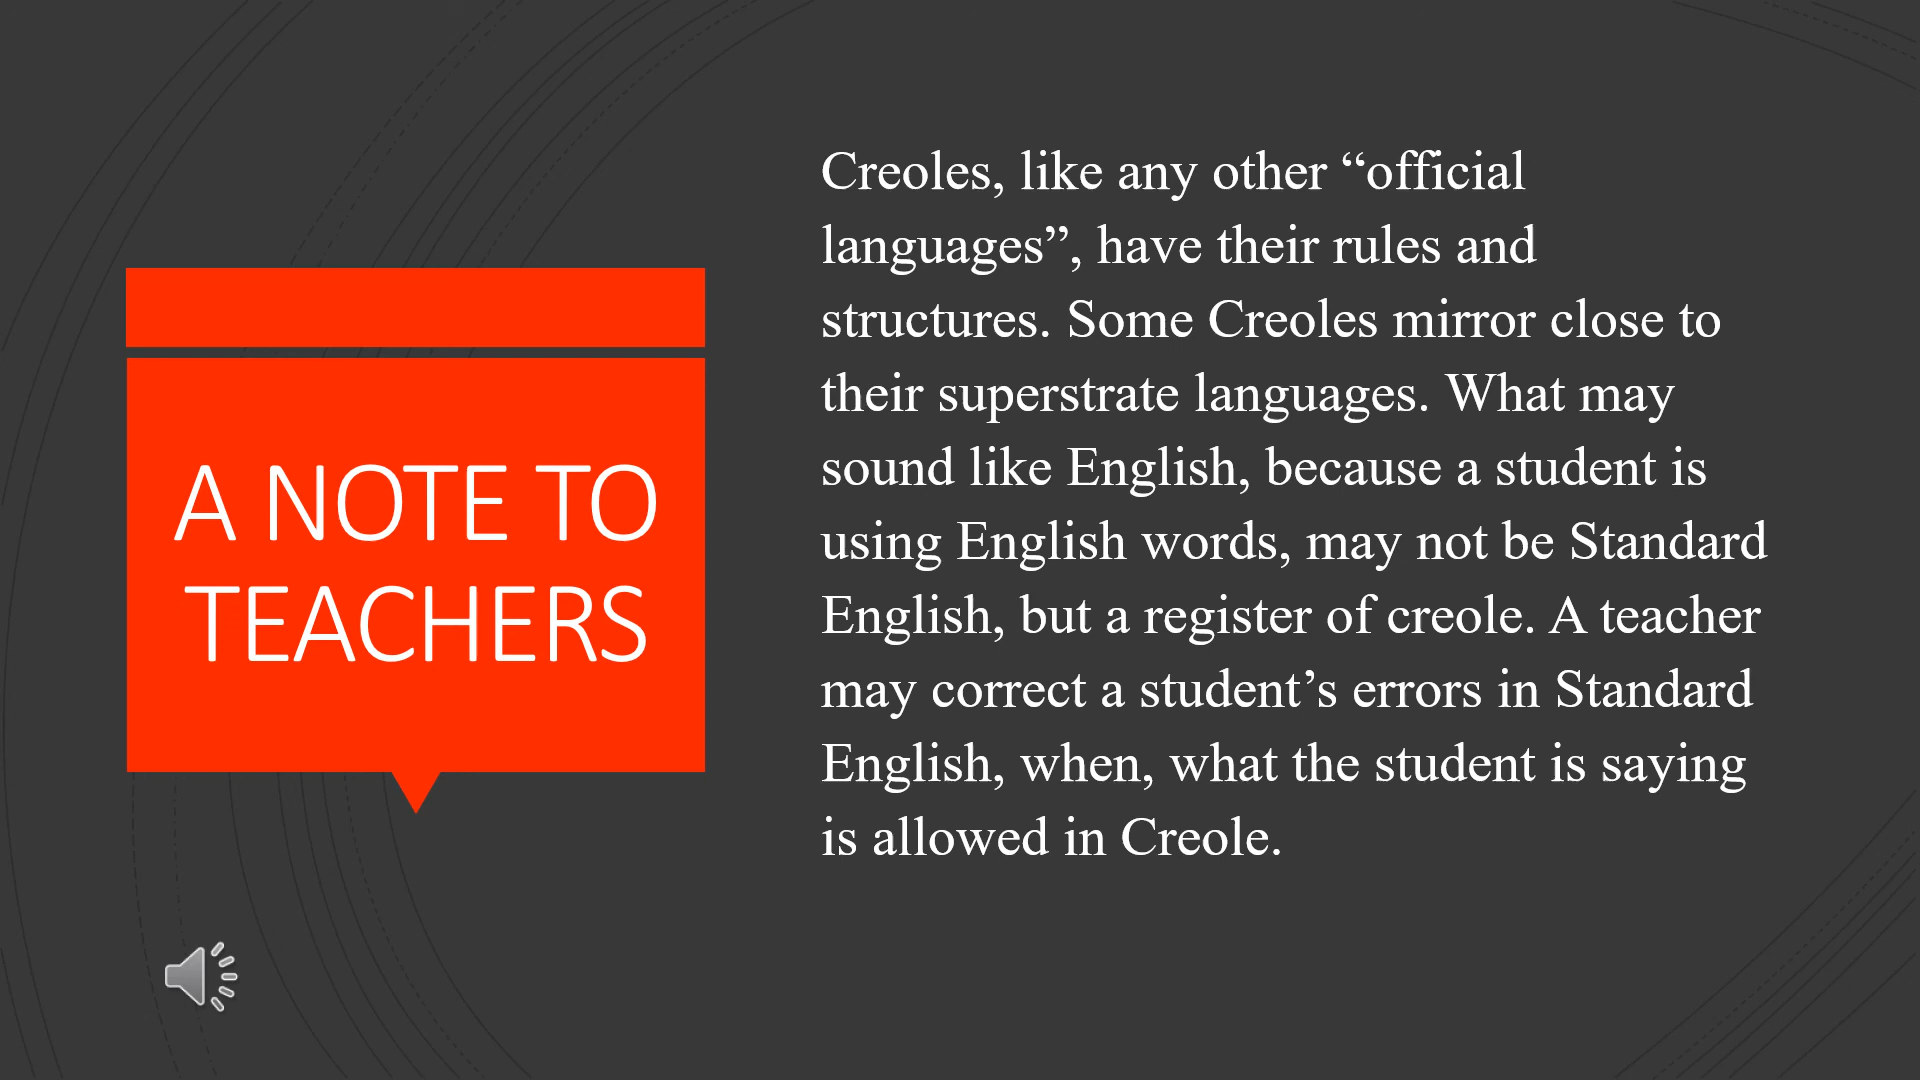 A NOTE TO
TEACHERS
Creoles, like any other “official
languages”, have their rules and
structures. Some Creoles mirror close to
their superstrate languages. What may
sound like English, because a student is
using English words, may not be Standard
English, but a register of creole. A teacher
may correct a student’s errors in Standard
English, when, what the student is saying
is allowed in Creole.